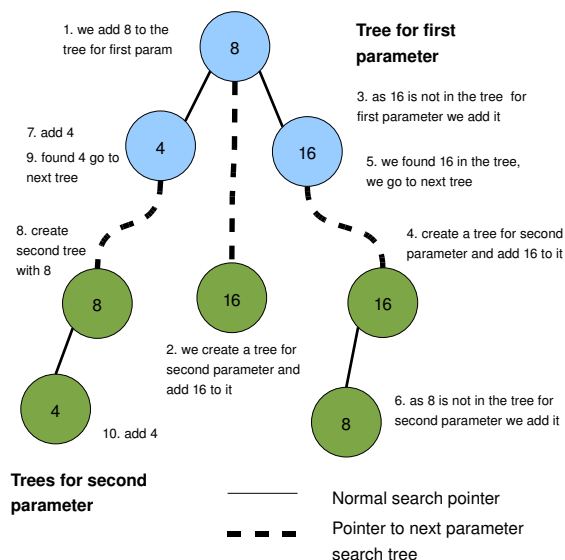 1. we add 8 to the
tree for first param
8
Tree for first
parameter
3. as 16 is not in the tree for
first parameter we add it
7. add 4
9. found 4 go to
next tree
4
16
5. we found 16 in the tree,
we go to next tree
8. create
second tree
with 8
4. create a tree for second
parameter and add 16 to it
8
16
16
2. we create a tree for
second parameter and
add 16 to it
4
10. add 4
8
6. as 8 is not in the tree for
second parameter we add it
Trees for second
parameter
Normal search pointer
Pointer to next parameter
search tree